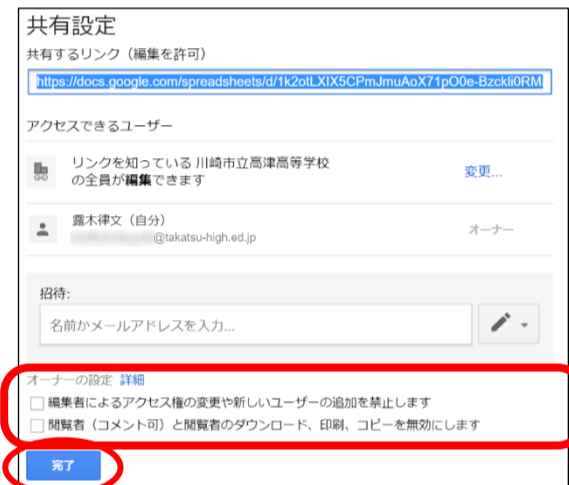 共有設定
共有するリンク（編集を許可）
https://docs.google.com/spreadsheets/d/1k2otLXIX5CPmJmuAoX71pO0e-Bzckli0RM
アクセスできるユーザー
リンクを知っている 川崎市立高津高等学校
の全員が編集できます
変更...
露木律文（自分）
@takatsu-high.ed.jp
オーナー
招待:
名前かメールアドレスを入力...
オーナーの設定 詳細
編集者によるアクセス権の変更や新しいユーザーの追加を禁止します
閲覧者（コメント可）と閲覧者のダウンロード、印刷、コピーを無効にします
完了